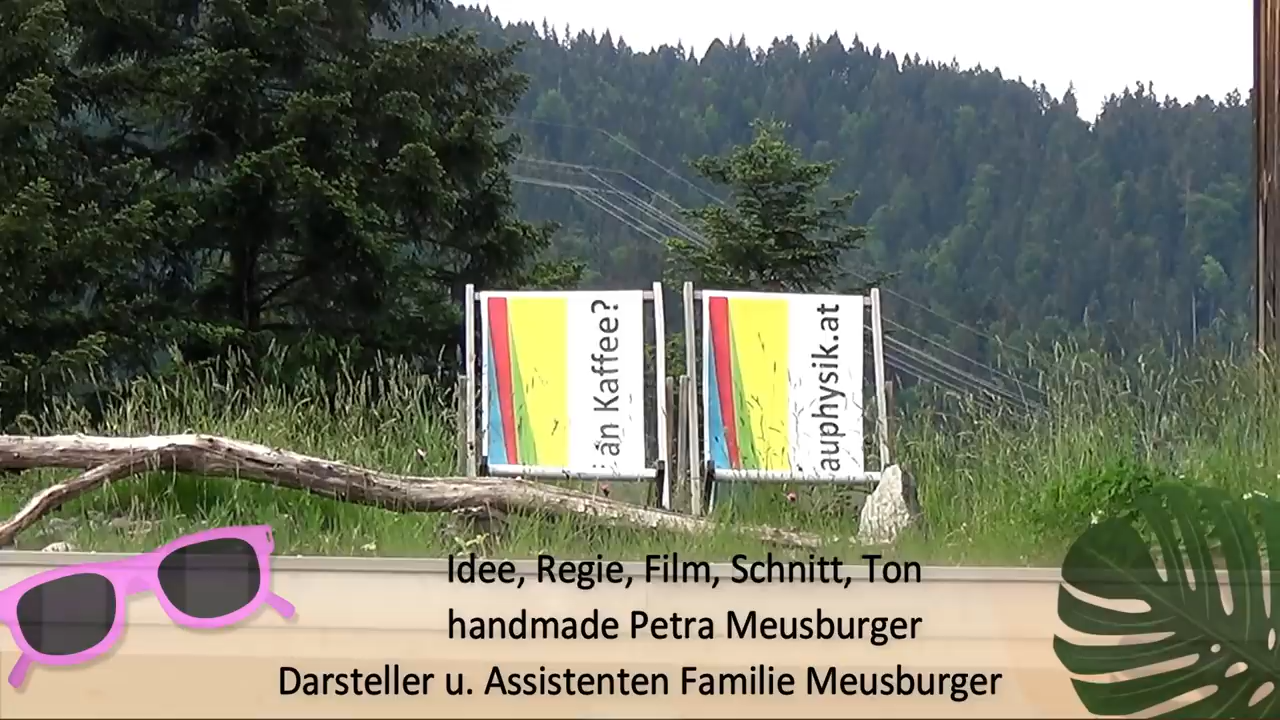 än Kaffee?
auphysik.at
Idee, Regie, Film, Schnitt, Ton
handmade Petra Meusburger
Darsteller u. Assistenten Familie Meusburger